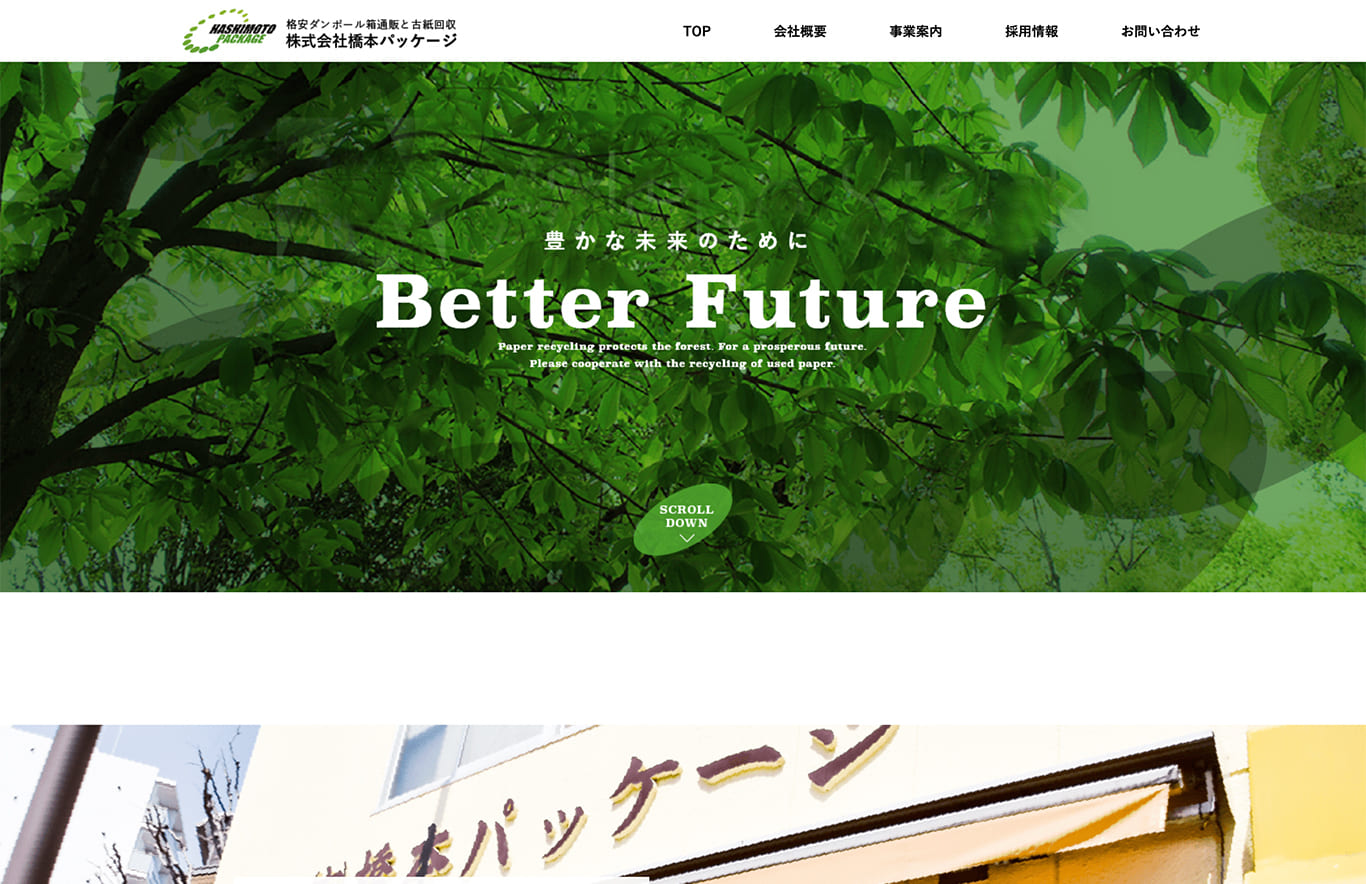 HASHIMOTO
PACKAGE
格安ダンボール箱通販と古紙回収
株式会社橋本パッケージ
TOP
会社概要
事業案内
採用情報
お問い合わせ
豊かな未来のために
Better Future
Paper recycling protects the forest. For a prosperous future.
Please cooperate with the recycling of used paper.
SCROLL
DOWN
橋本パッケージ